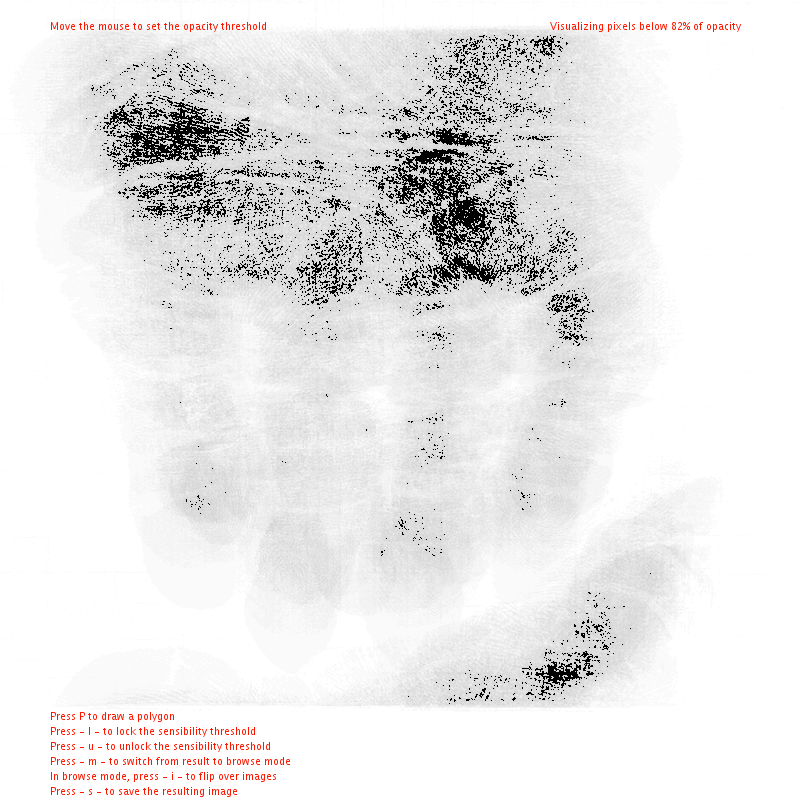 Move the mouse to set the opacity threshold
Visualizing pixels below 82% of opacity
Press P to draw a polygon
Press - l - to lock the sensibility threshold
Press - u - to unlock the sensibility threshold
Press - m - to switch from result to browse mode
In browse mode, press - i - to flip over images
Press - s - to save the resulting image